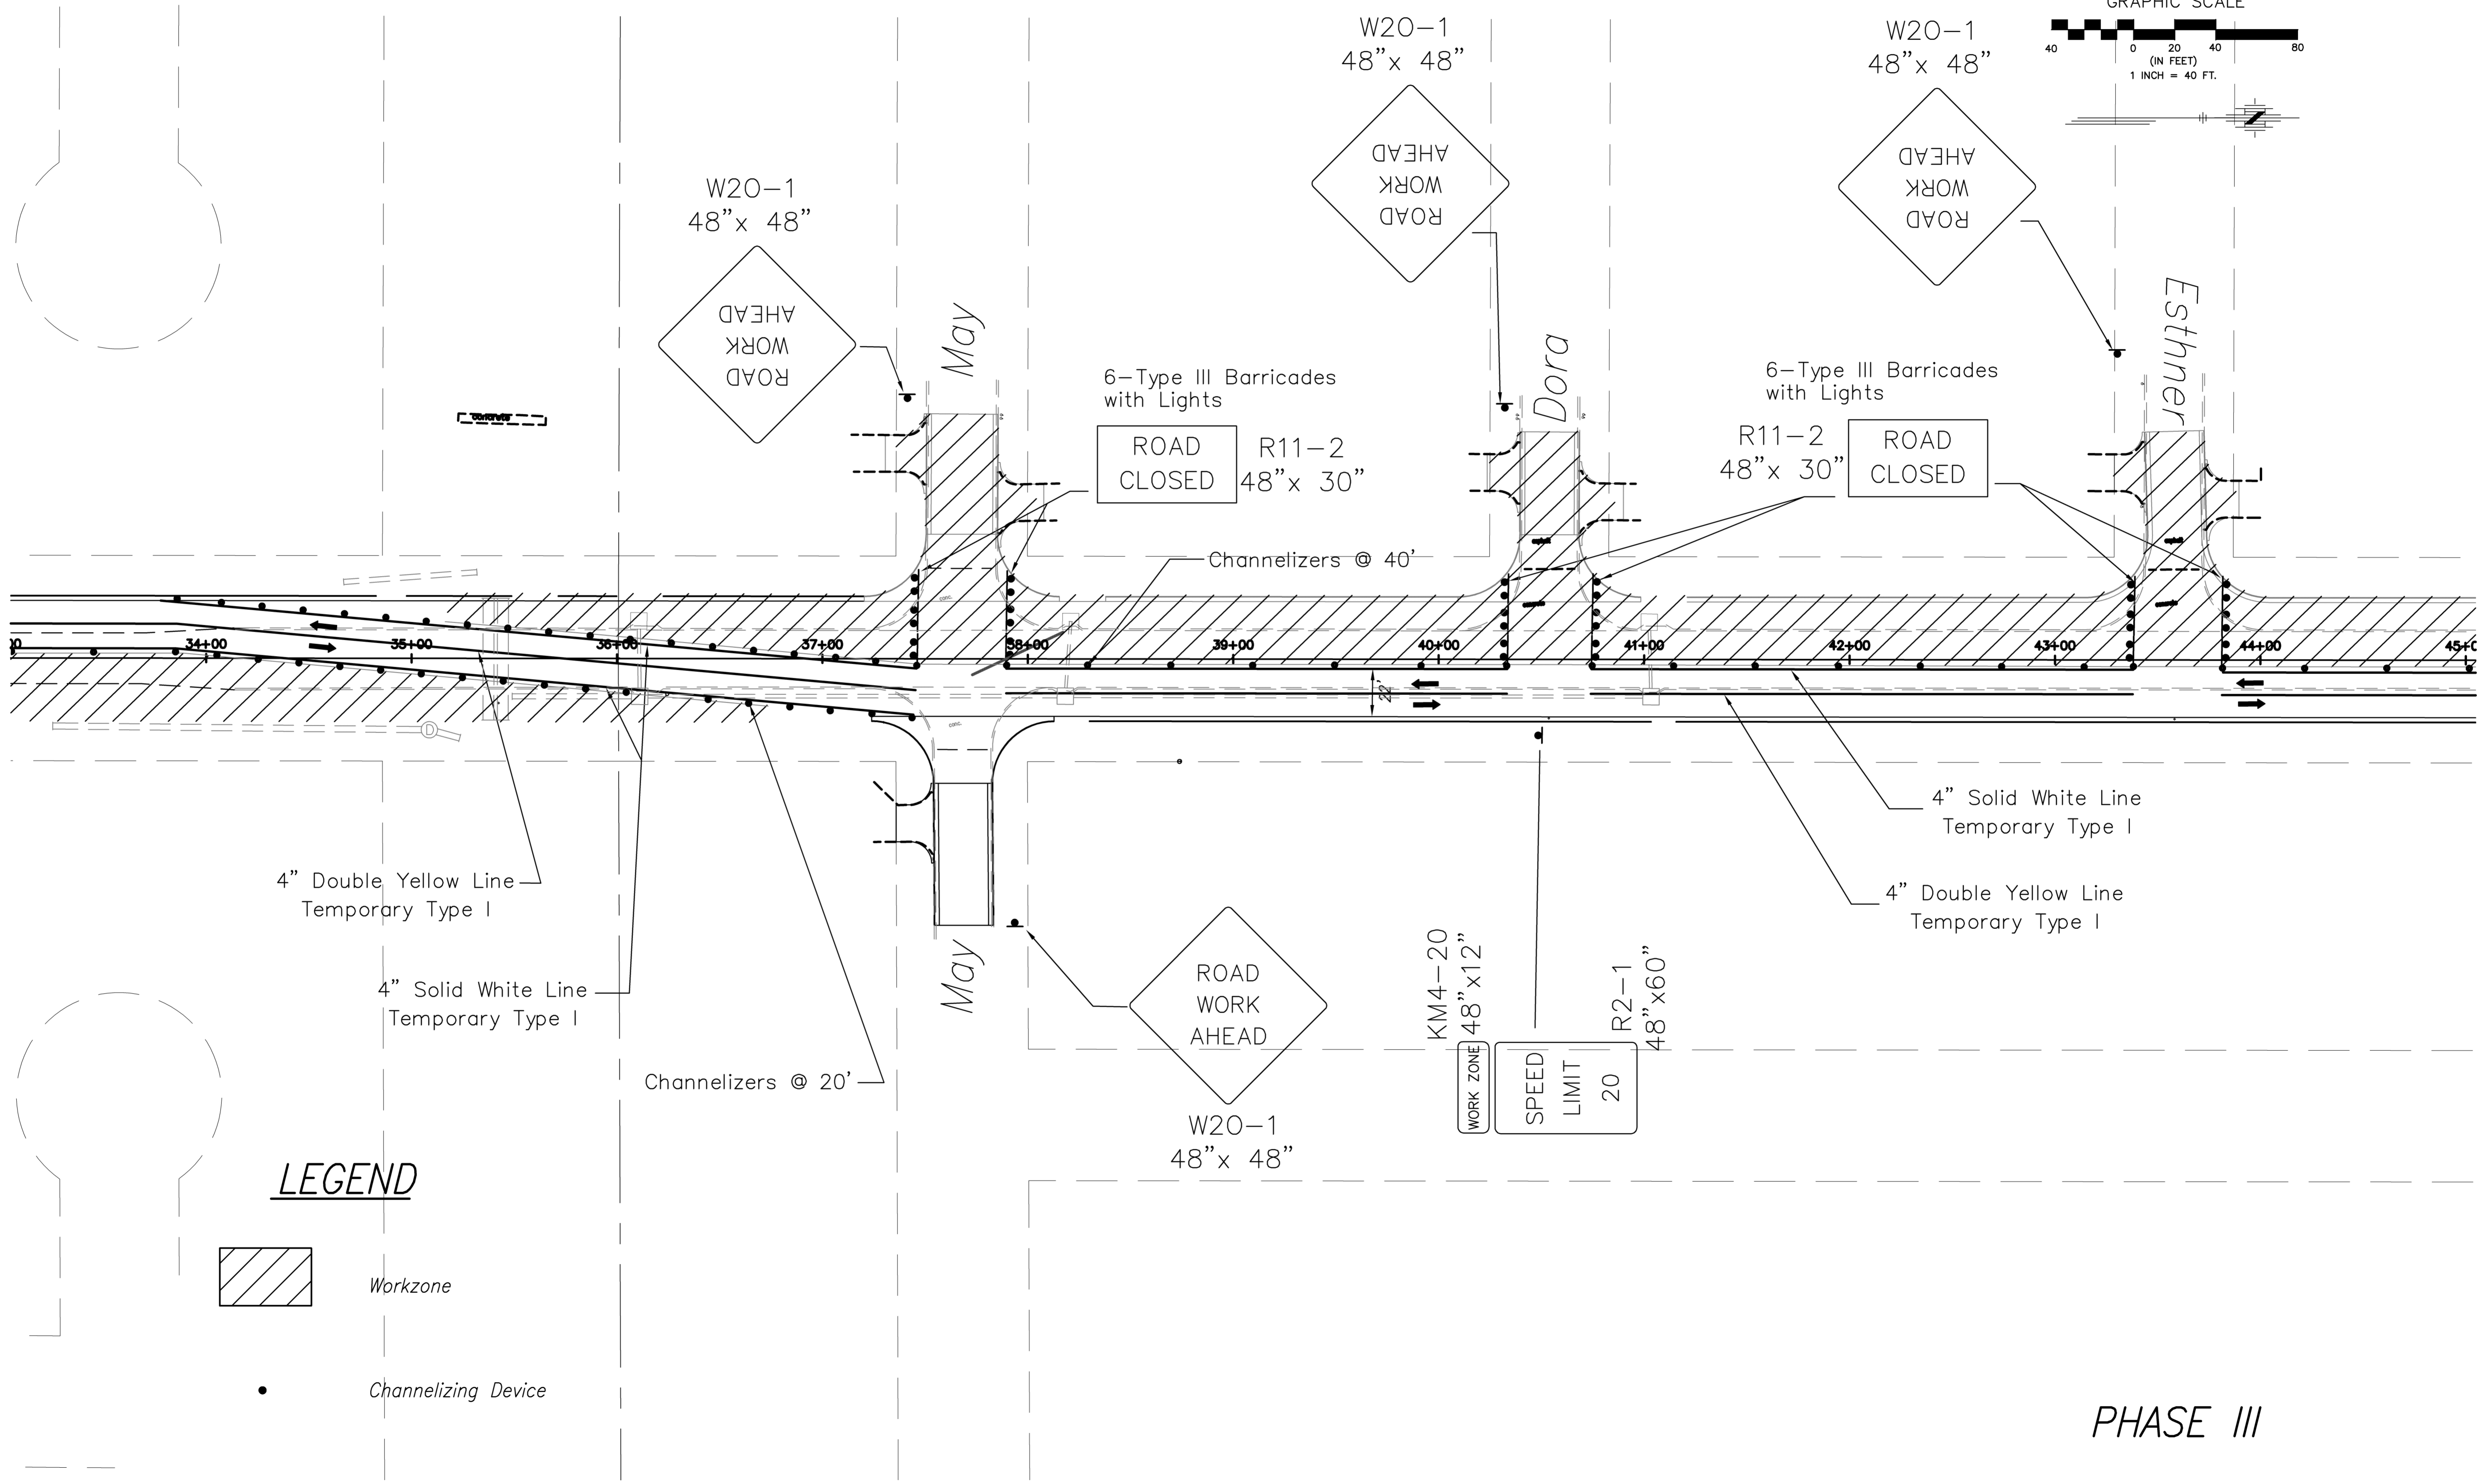 GRAPHIC SCALE
40 0 20 40 80
(IN FEET)
1 INCH = 40 FT.
W20-1
48"x 48"
ROAD
WORK
AHEAD
W20-1
48"x 48"
ROAD
WORK
AHEAD
W20-1
48"x 48"
ROAD
WORK
AHEAD
May
Dora
Esthner
6-Type III Barricades
with Lights
ROAD
CLOSED
R11-2
48"x 30"
6-Type III Barricades
with Lights
R11-2
48"x 30"
ROAD
CLOSED
concrete
Channelizers @ 40'
34+00 35+00 36+00 37+00 38+00 39+00 40+00 41+00 42+00 43+00 44+00
22'
D
conc.
conc.
4" Solid White Line
Temporary Type I
4" Double Yellow Line
Temporary Type I
4" Double Yellow Line
Temporary Type I
4" Solid White Line
Temporary Type I
Channelizers @ 20'
May
ROAD
WORK
AHEAD
W20-1
48"x 48"
KM4-20
48"x12"
WORK ZONE
SPEED
LIMIT
20
R2-1
48"x60"
LEGEND
Workzone
Channelizing Device
PHASE III